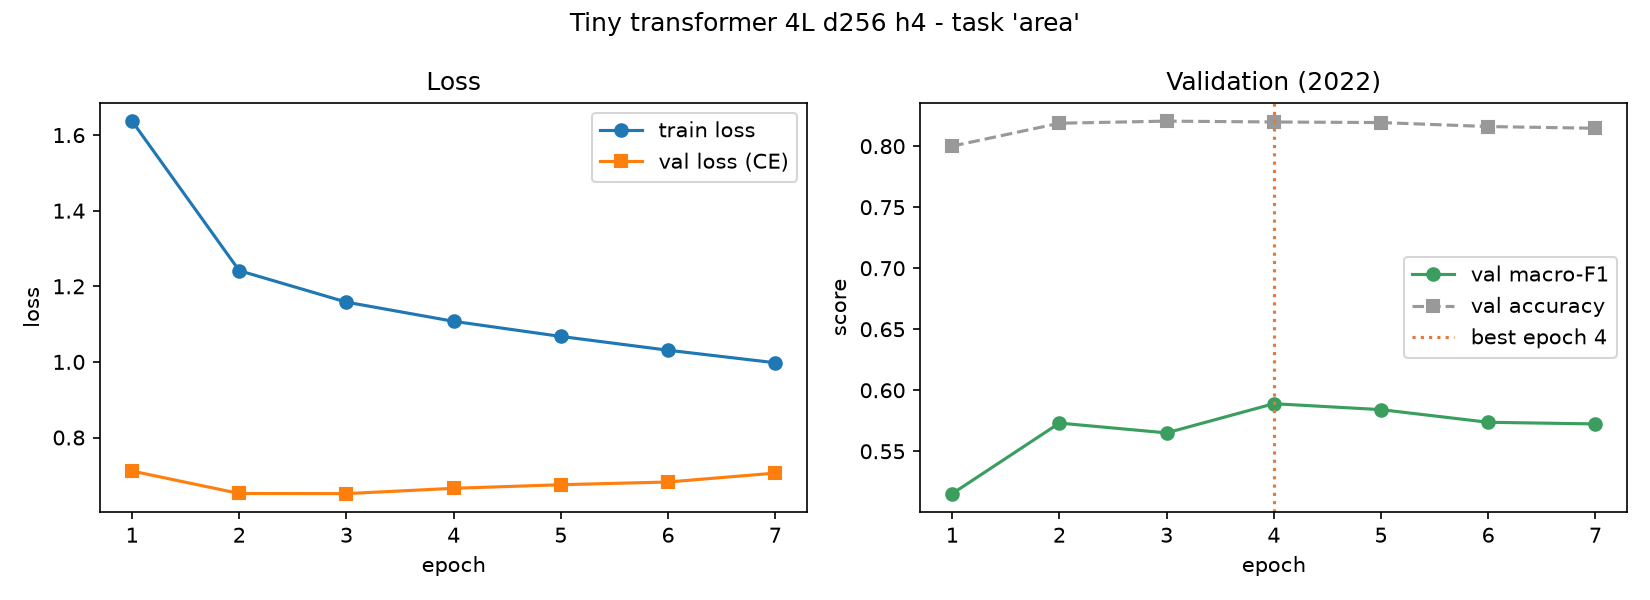 Tiny transformer 4L d256 h4 - task 'area'
Loss
train loss
val loss (CE)
1.6
1.4
1.2
1.0
0.8
loss
1 2 3 4 5 6 7
epoch
Validation (2022)
val macro-F1
val accuracy
best epoch 4
0.80
0.75
0.70
0.65
0.60
0.55
score
1 2 3 4 5 6 7
epoch